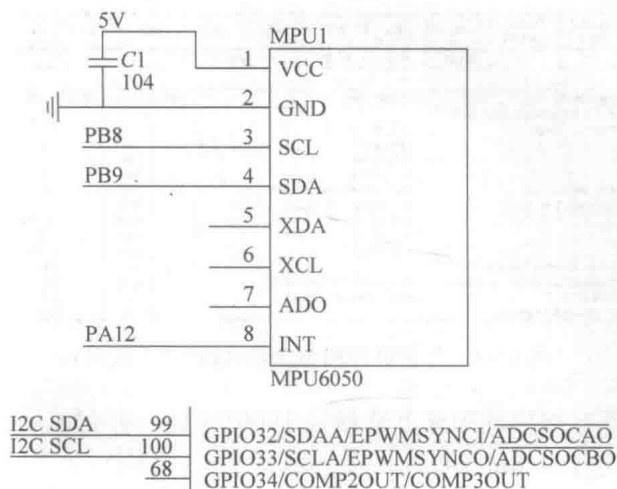 5V
MPU1
C1
104
1 VCC
2 GND
PB8 3 SCL
PB9 4 SDA
5 XDA
6 XCL
7 ADO
PA12 8 INT
MPU6050
I2C SDA 99 GPIO32/SDAA/EPWMSYNCI/ADCSOCAO
I2C SCL 100 GPIO33/SCLA/EPWMSYNCO/ADCSOCBO
68 GPIO34/COMP2OUT/COMP3OUT